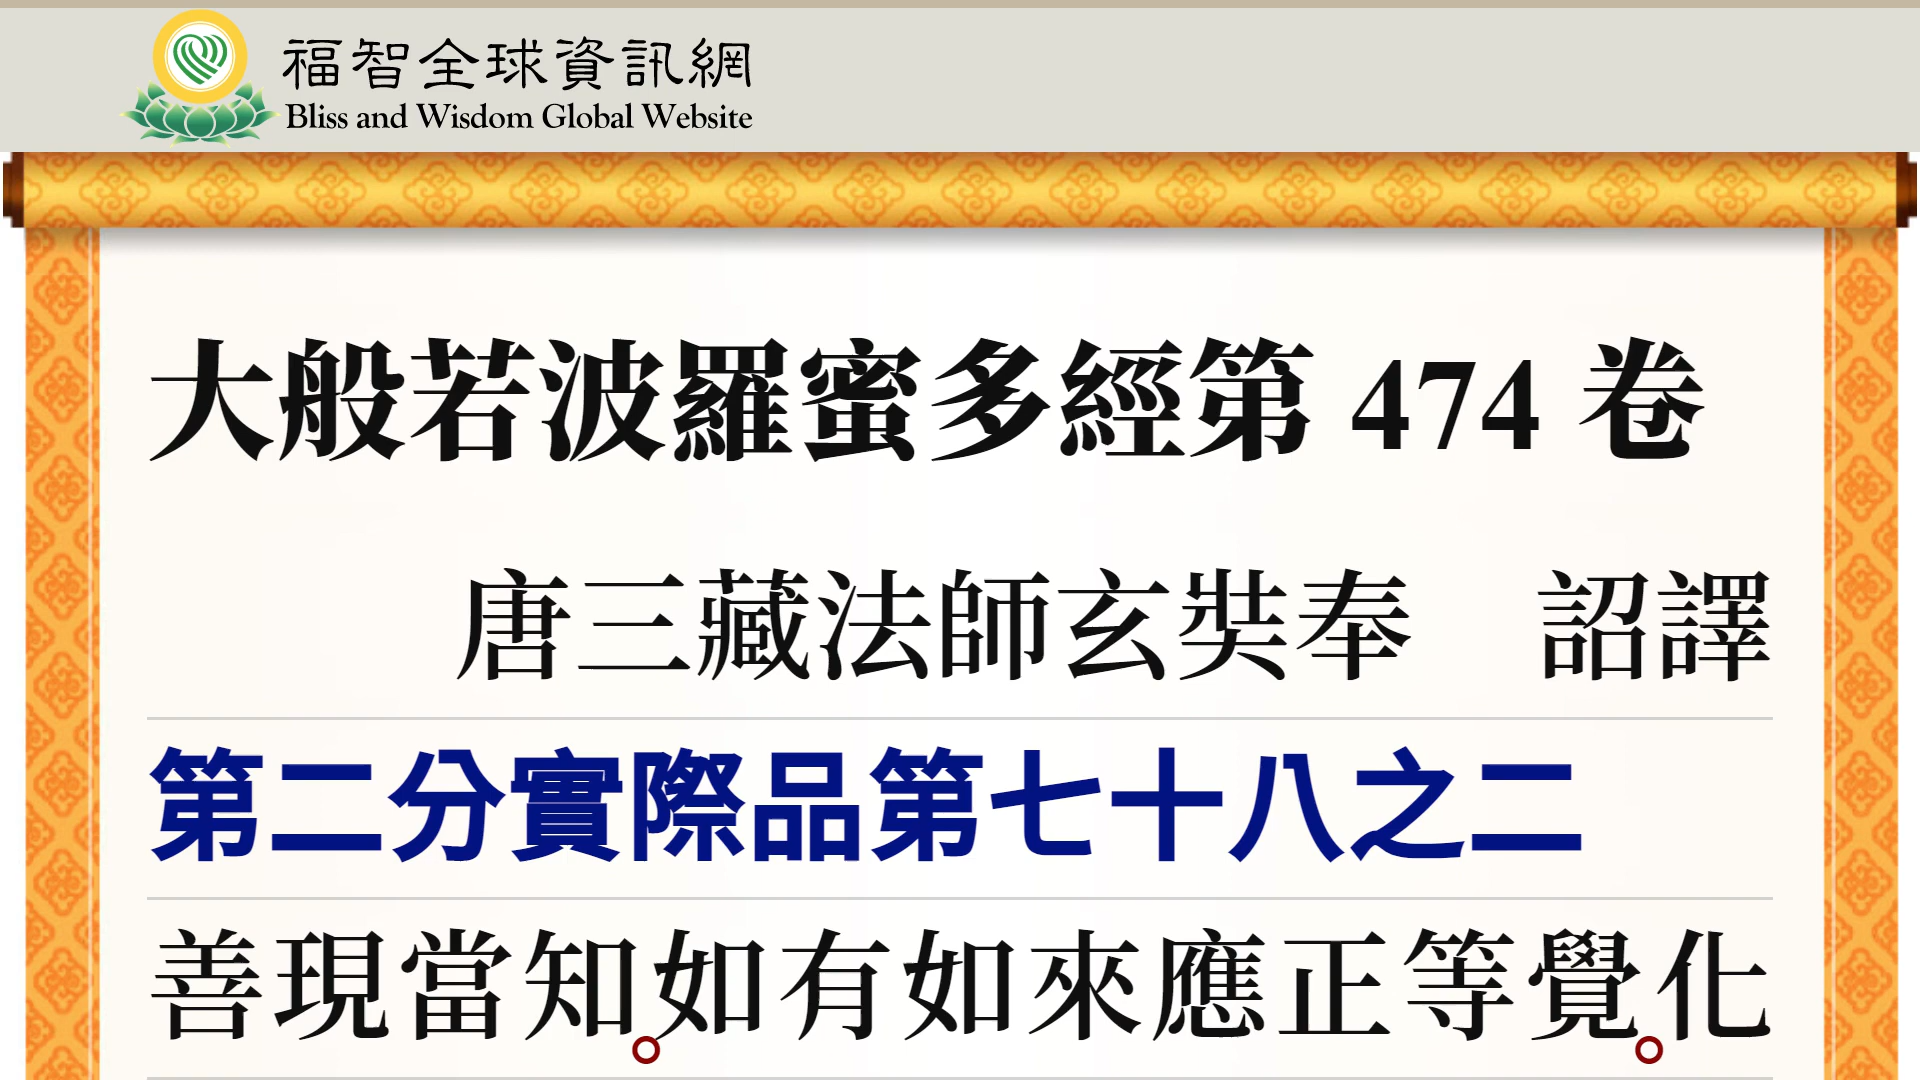 福智全球資訊網
Bliss and Wisdom Global Website
大般若波羅蜜多經第 474 卷
唐三藏法師玄奘奉　詔譯
第二分實際品第七十八之二
善現當知。如有如來應正等覺。化